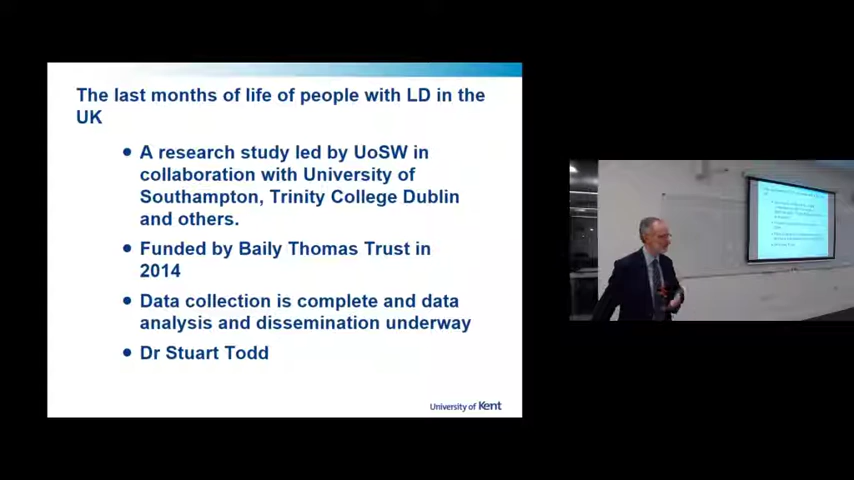 The last months of life of people with LD in the
UK
• A research study led by UoSW in
collaboration with University of
Southampton, Trinity College Dublin
and others.
• Funded by Baily Thomas Trust in
2014
• Data collection is complete and data
analysis and dissemination underway
• Dr Stuart Todd
University of Kent